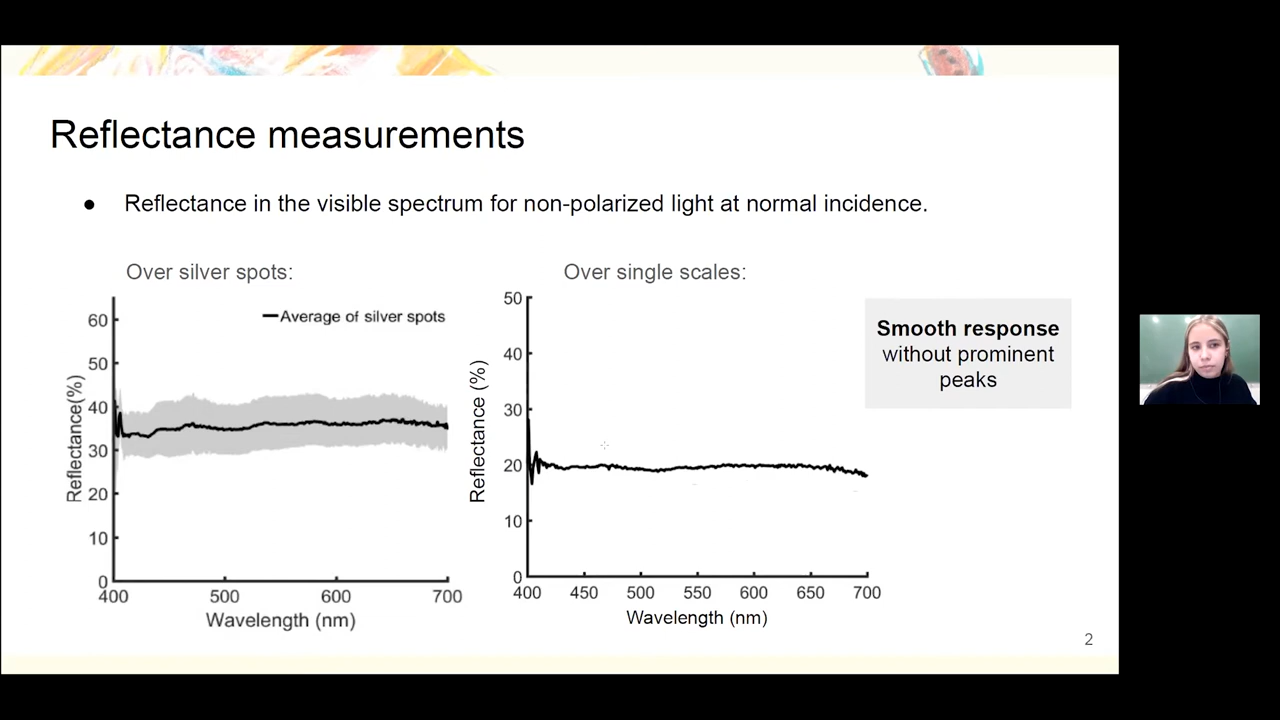 Reflectance measurements
● Reflectance in the visible spectrum for non-polarized light at normal incidence.
Over silver spots:
Average of silver spots
Reflectance(%)
60
50
40
30
20
10
0
400 500 600 700
Wavelength (nm)
Over single scales:
Reflectance (%)
50
40
30
20
10
0
400 450 500 550 600 650 700
Wavelength (nm)
Smooth response
without prominent
peaks
2